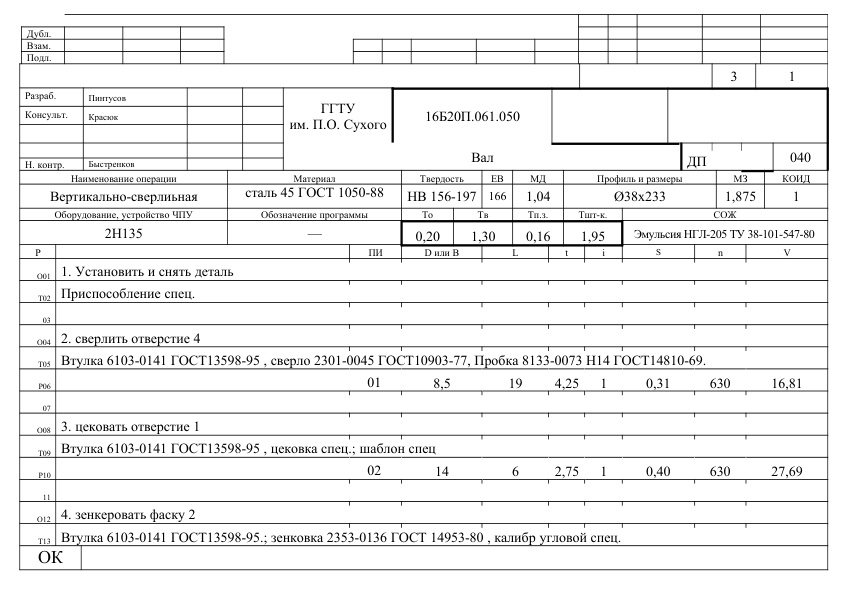 Дубл.
Взам.
Подл.
3 1
Разраб. Пинтусов
Консульт. Красюк
Н. контр. Быстренков
ГГТУ
им. П.О. Сухого
16Б20П.061.050
Вал
ДП 040
Наименование операции Материал Твердость ЕВ МД Профиль и размеры МЗ КОИД
Вертикально-сверлиьная сталь 45 ГОСТ 1050-88 НВ 156-197 166 1,04 Ø38х233 1,875 1
Оборудование, устройство ЧПУ Обозначение программы То Тв Тп.з. Тшт-к. СОЖ
2Н135 — 0,20 1,30 0,16 1,95 Эмульсия НГЛ-205 ТУ 38-101-547-80
Р ПИ D или В L t i S n V
О01 1. Установить и снять деталь
Т02 Приспособление спец.
03
О04 2. сверлить отверстие 4
Т05 Втулка 6103-0141 ГОСТ13598-95 , сверло 2301-0045 ГОСТ10903-77, Пробка 8133-0073 Н14 ГОСТ14810-69.
Р06 01 8,5 19 4,25 1 0,31 630 16,81
07
О08 3. цековать отверстие 1
Т09 Втулка 6103-0141 ГОСТ13598-95 , цековка спец.; шаблон спец
Р10 02 14 6 2,75 1 0,40 630 27,69
11
О12 4. зенкеровать фаску 2
Т13 Втулка 6103-0141 ГОСТ13598-95.; зенковка 2353-0136 ГОСТ 14953-80 , калибр угловой спец.
ОК